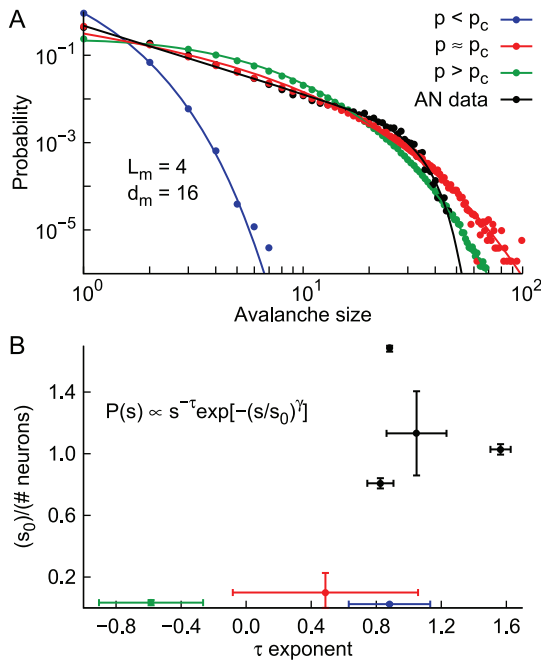 A
p < p_c
p ≈ p_c
p > p_c
AN data
10^-1
10^-3
10^-5
Probability
L_m = 4
d_m = 16
10^0
10^1
10^2
Avalanche size
B
P(s) ∝ s^-τ exp[-(s/s_0)^γ]
1.4
1.0
0.6
0.2
(s_0)/(# neurons)
-0.8
-0.4
0.0
0.4
0.8
1.2
1.6
τ exponent